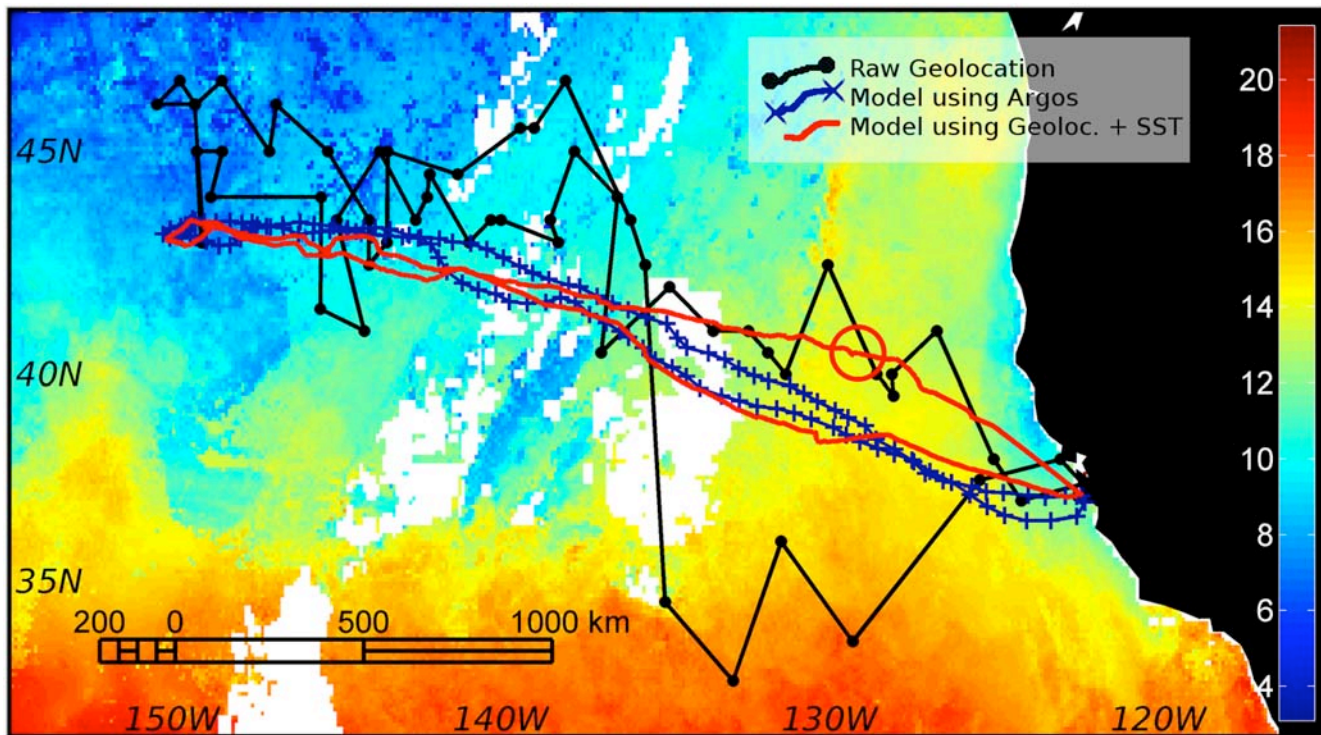 Raw Geolocation
Model using Argos
Model using Geoloc. + SST
45N
40N
35N
200 0 500 1000 km
150W 140W 130W 120W
20
18
16
14
12
10
8
6
4